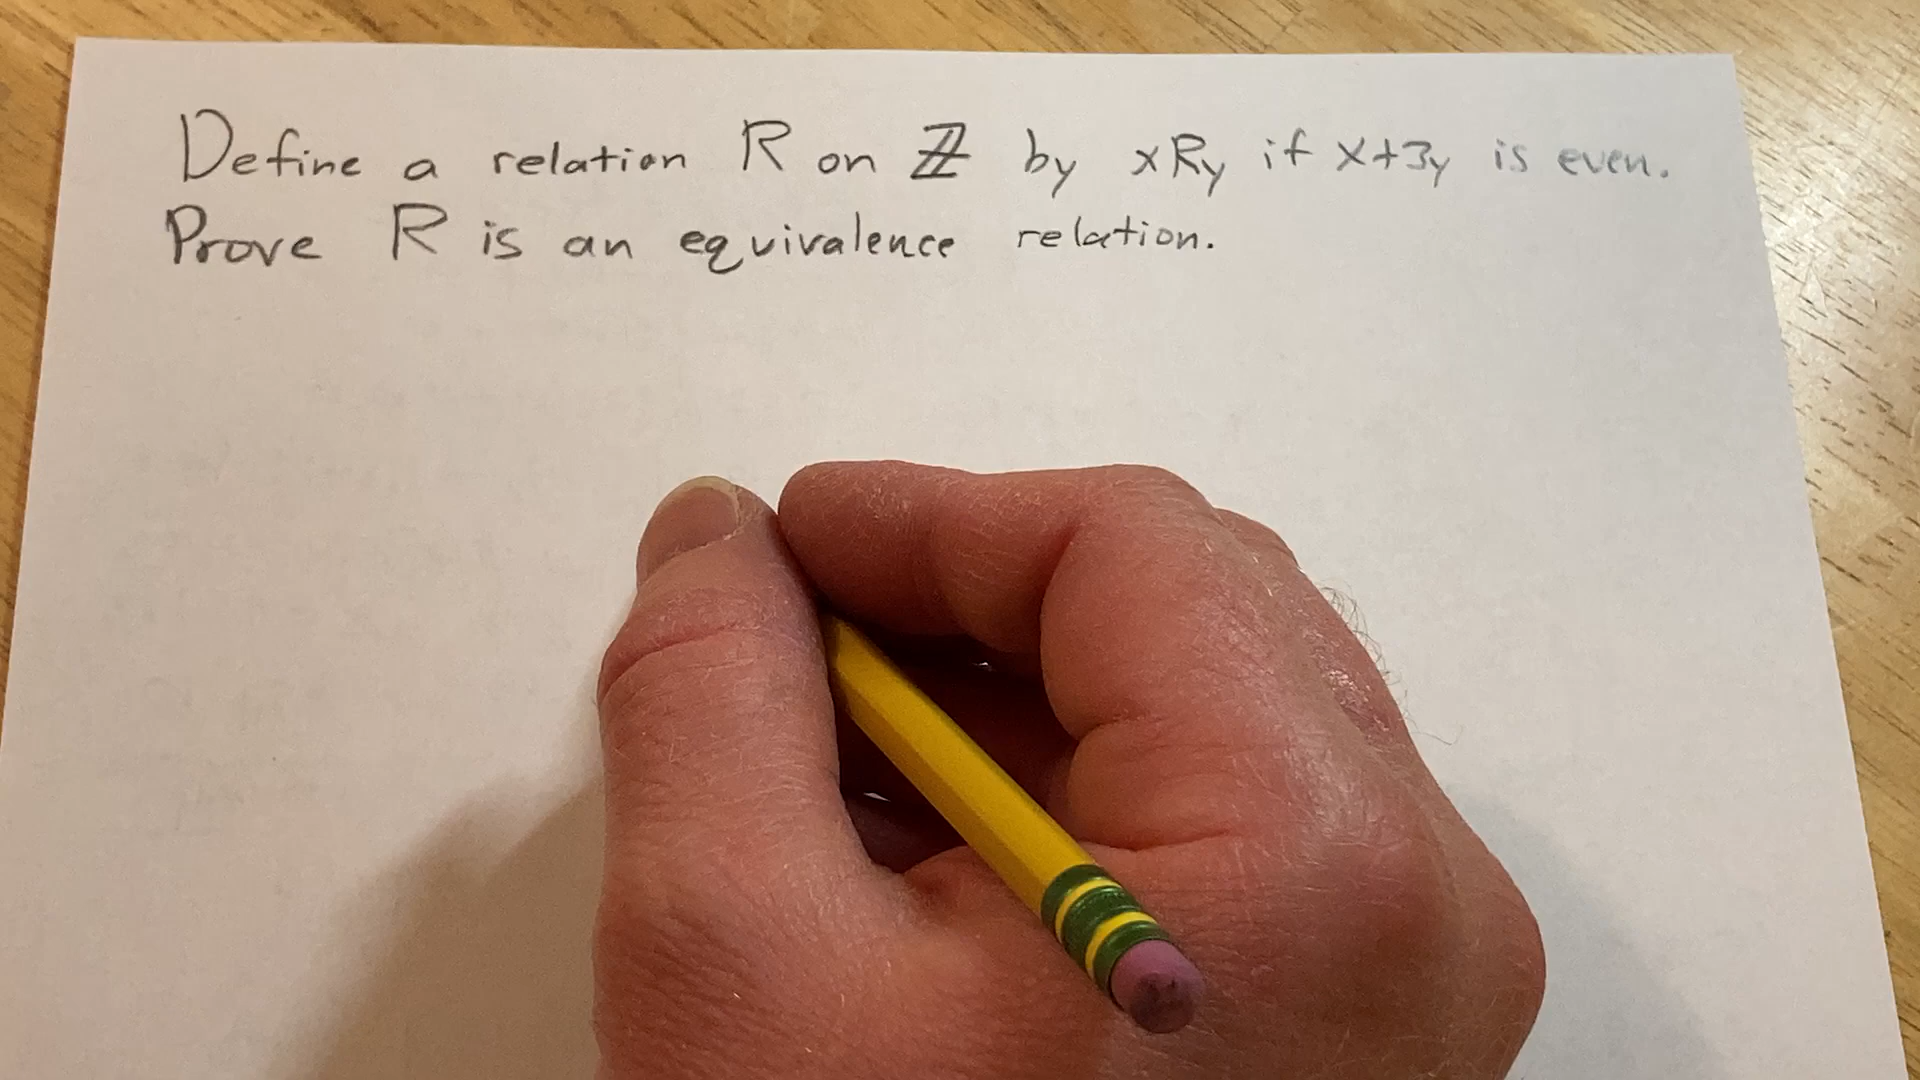 Define a relation R on ℤ by xRy if x+3y is even.
Prove R is an equivalence relation.